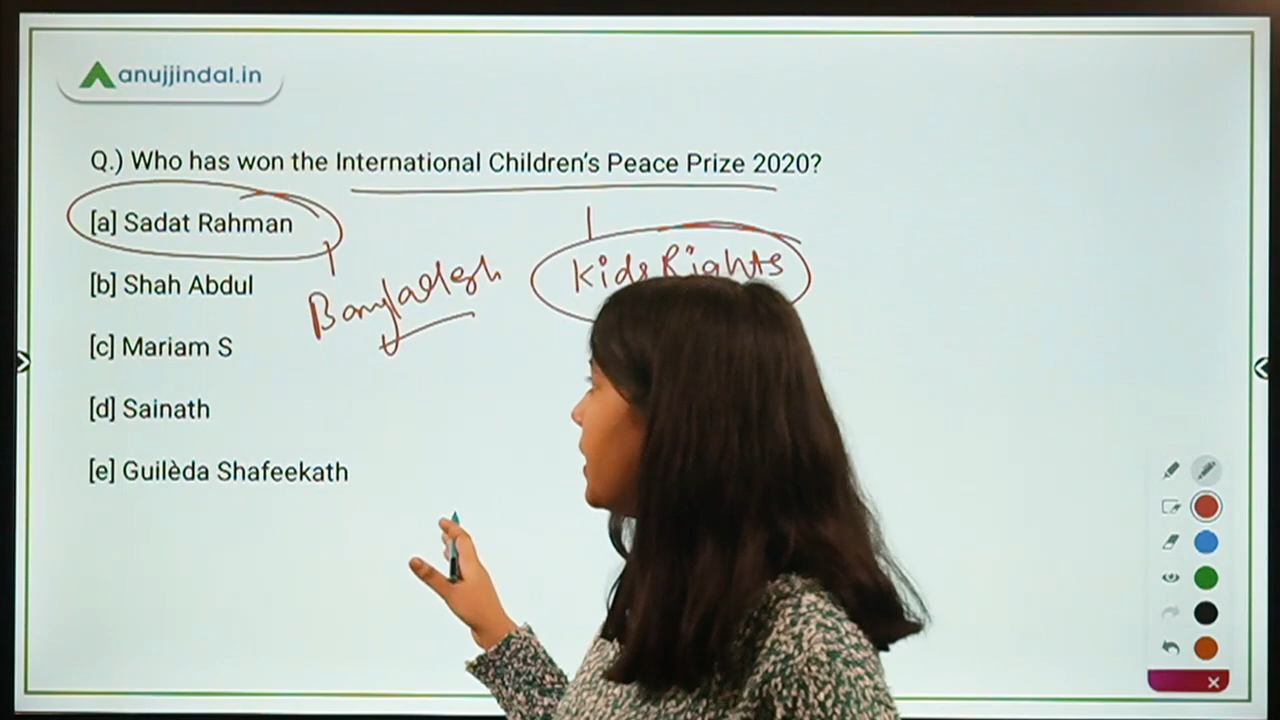 anujjindal.in
Q.) Who has won the International Children's Peace Prize 2020?
[a] Sadat Rahman
Bangladesh
KidsRights
[b] Shah Abdul
[c] Mariam S
[d] Sainath
[e] Guilèda Shafeekath